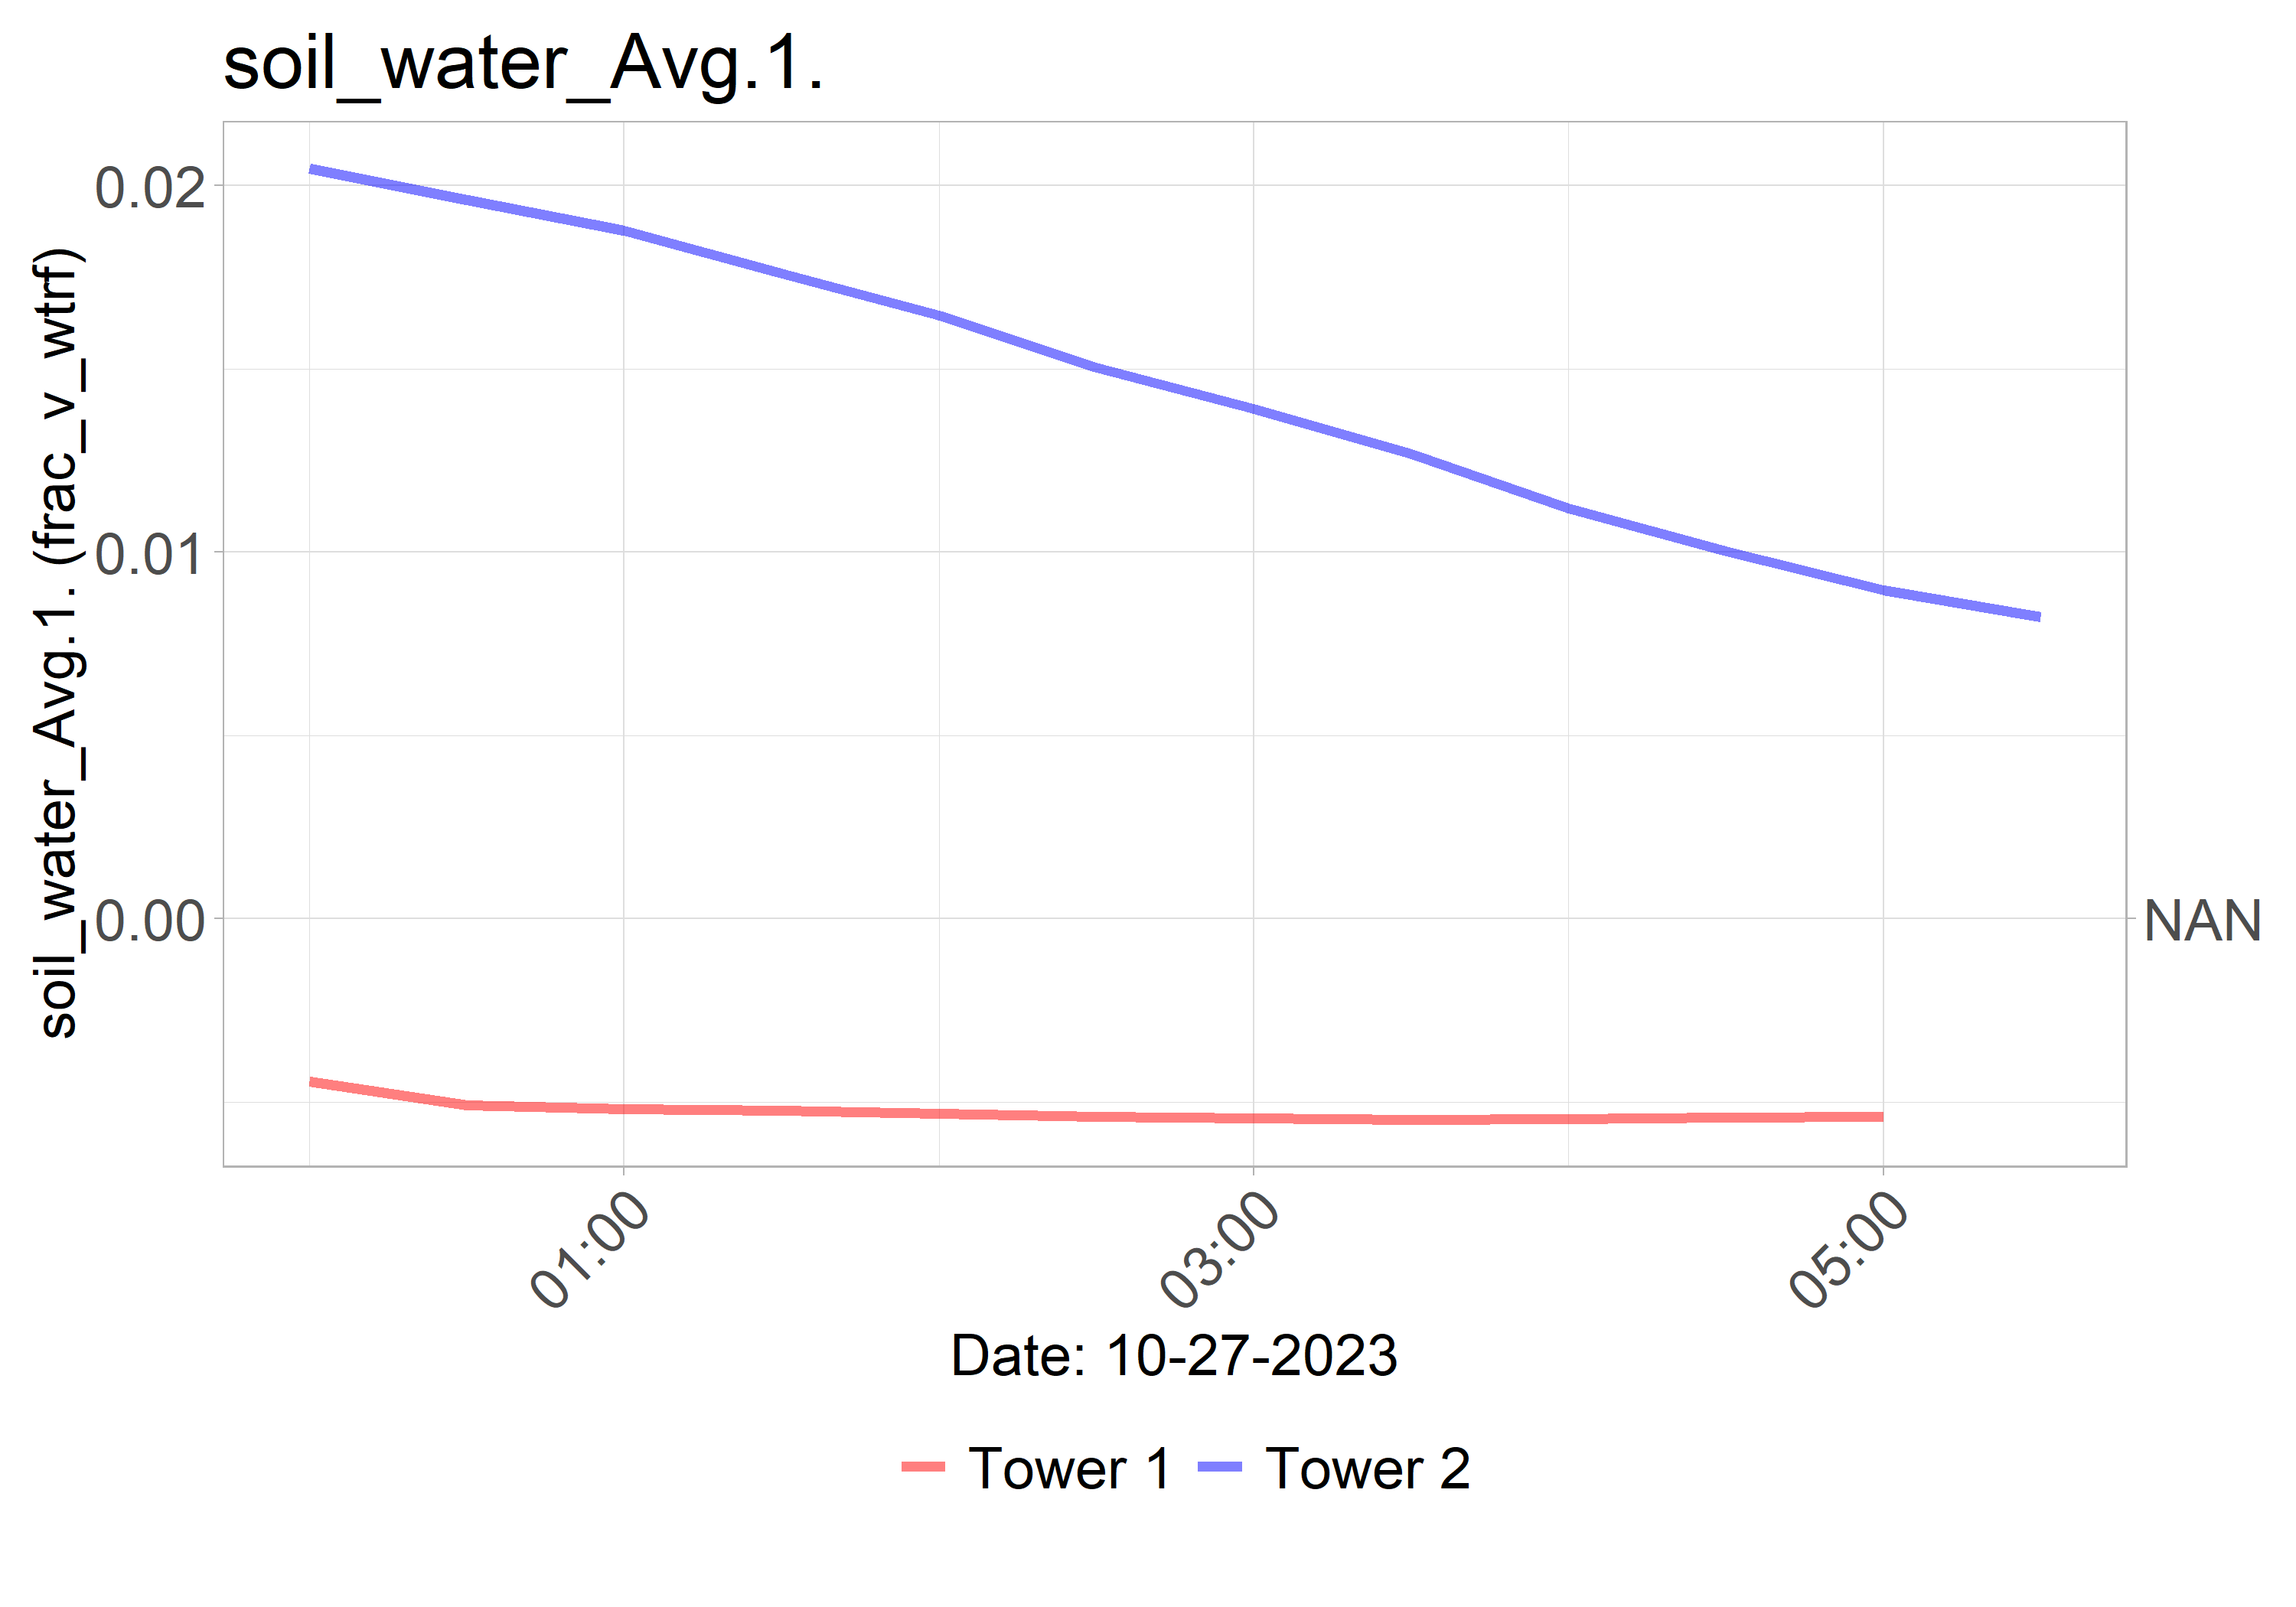 soil_water_Avg.1.
soil_water_Avg.1. (frac_v_wtrf)
0.02
0.01
0.00
NAN
01:00
03:00
05:00
Date: 10-27-2023
Tower 1
Tower 2